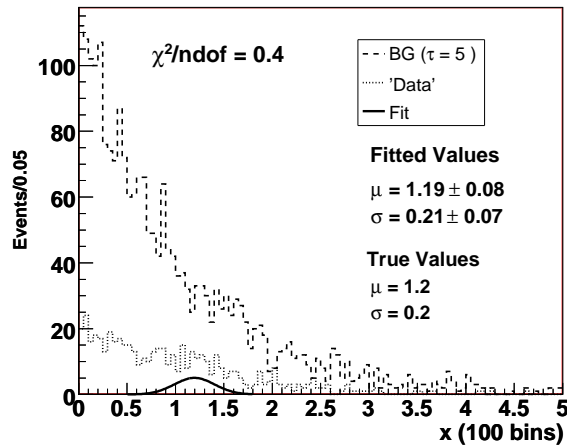 χ²/ndof = 0.4
BG (τ = 5 )
'Data'
Fit
Fitted Values
μ = 1.19 ± 0.08
σ = 0.21 ± 0.07
True Values
μ = 1.2
σ = 0.2
Events/0.05
100
80
60
40
20
0
0 0.5 1 1.5 2 2.5 3 3.5 4 4.5 5
x (100 bins)